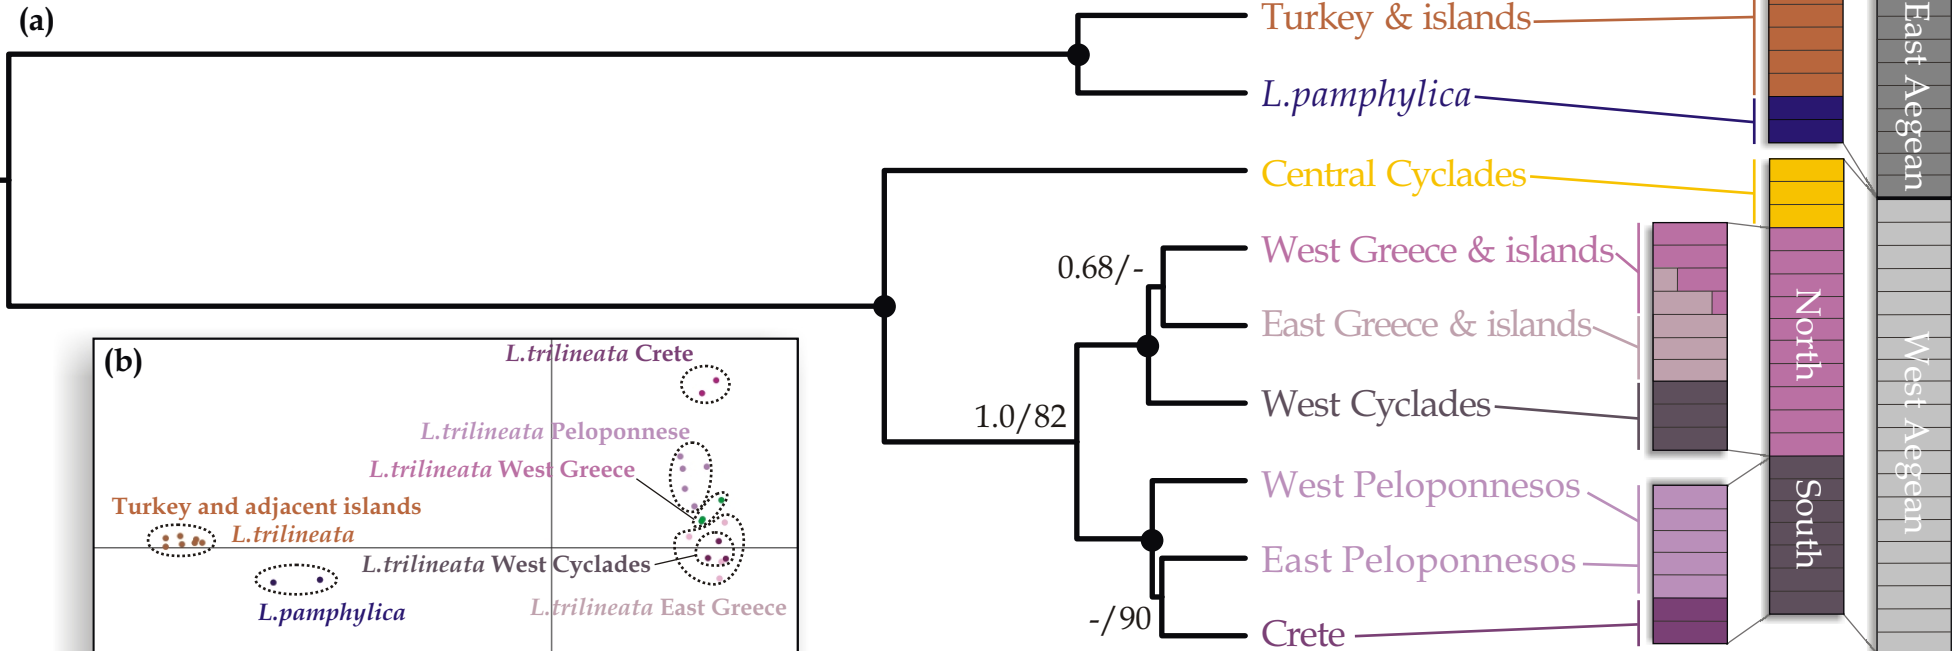 (a)
Turkey & islands
L.pamphylica
Central Cyclades
West Greece & islands
East Greece & islands
West Cyclades
West Peloponnesos
East Peloponnesos
Crete
0.68/-
1.0/82
-/90
East Aegean
West Aegean
North
South
(b)
L.trilineata Crete
L.trilineata Peloponnese
L.trilineata West Greece
Turkey and adjacent islands
L.trilineata
L.trilineata West Cyclades
L.pamphylica
L.trilineata East Greece